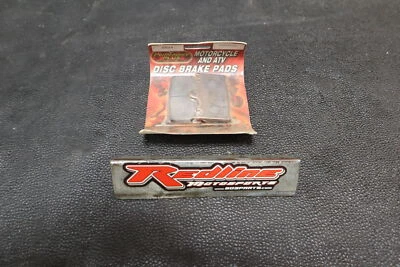 MOTORCYCLE
AND ATV
DISC BRAKE PADS
Redline
MOTORSPORTS